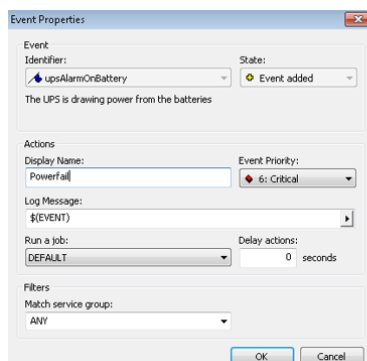 Event Properties
Event
Identifier:
State:
upsAlarmOnBattery
Event added
The UPS is drawing power from the batteries
Actions
Display Name:
Event Priority:
Powerfail
6: Critical
Log Message:
$(EVENT)
Run a job:
Delay actions:
DEFAULT
0 seconds
Filters
Match service group:
ANY
OK
Cancel